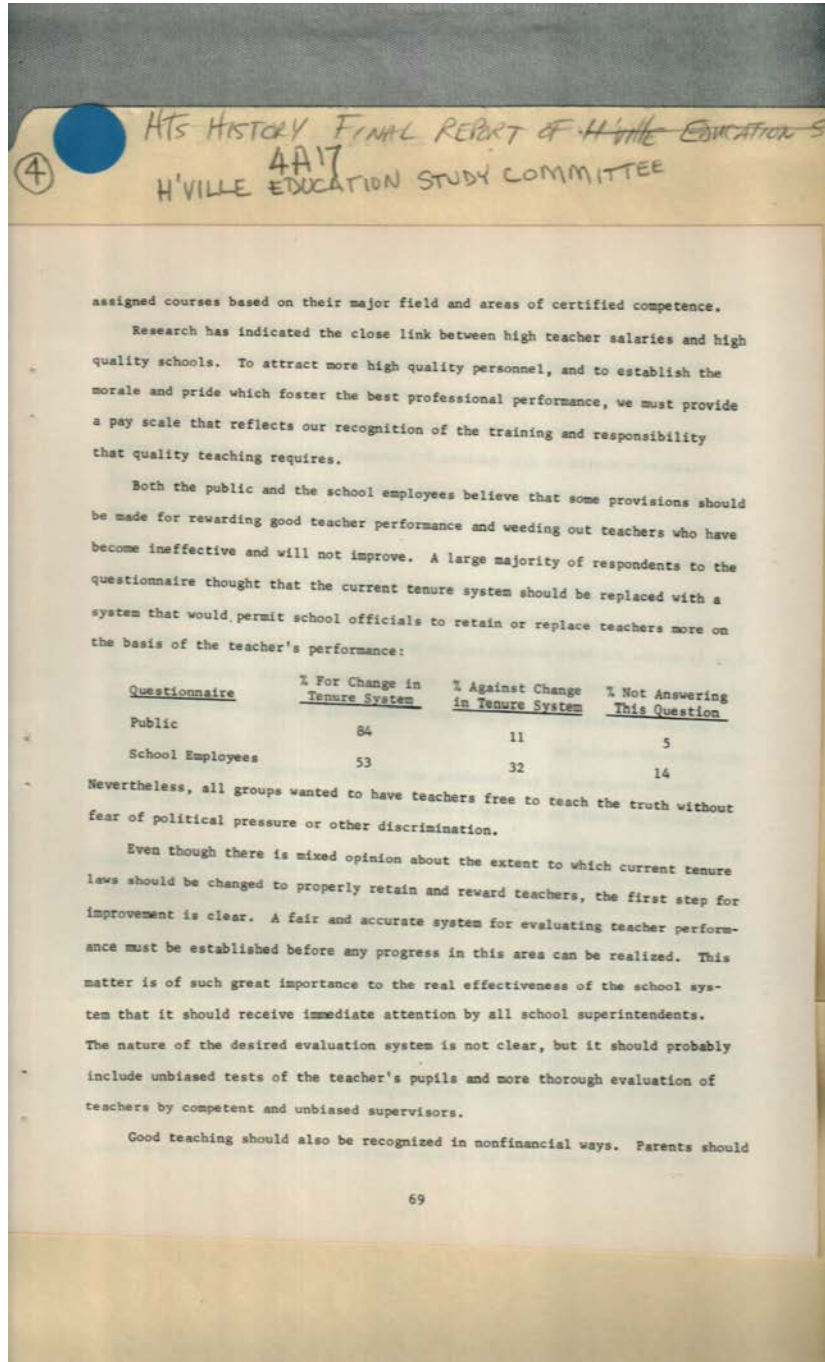 HTS HISTORY FINAL REPORT OF H'ville EDUCATION S
4
4A17
H'VILLE EDUCATION STUDY COMMITTEE
assigned courses based on their major field and areas of certified competence.
Research has indicated the close link between high teacher salaries and high
quality schools. To attract more high quality personnel, and to establish the
morale and pride which foster the best professional performance, we must provide
a pay scale that reflects our recognition of the training and responsibility
that quality teaching requires.
Both the public and the school employees believe that some provisions should
be made for rewarding good teacher performance and weeding out teachers who have
become ineffective and will not improve. A large majority of respondents to the
questionnaire thought that the current tenure system should be replaced with a
system that would permit school officials to retain or replace teachers more on
the basis of the teacher's performance:
% For Change in % Against Change % Not Answering
Questionnaire Tenure System in Tenure System This Question
Public 84 11 5
School Employees 53 32 14
Nevertheless, all groups wanted to have teachers free to teach the truth without
fear of political pressure or other discrimination.
Even though there is mixed opinion about the extent to which current tenure
laws should be changed to properly retain and reward teachers, the first step for
improvement is clear. A fair and accurate system for evaluating teacher perform-
ance must be established before any progress in this area can be realized. This
matter is of such great importance to the real effectiveness of the school sys-
tem that it should receive immediate attention by all school superintendents.
The nature of the desired evaluation system is not clear, but it should probably
include unbiased tests of the teacher's pupils and more thorough evaluation of
teachers by competent and unbiased supervisors.
Good teaching should also be recognized in nonfinancial ways. Parents should
69